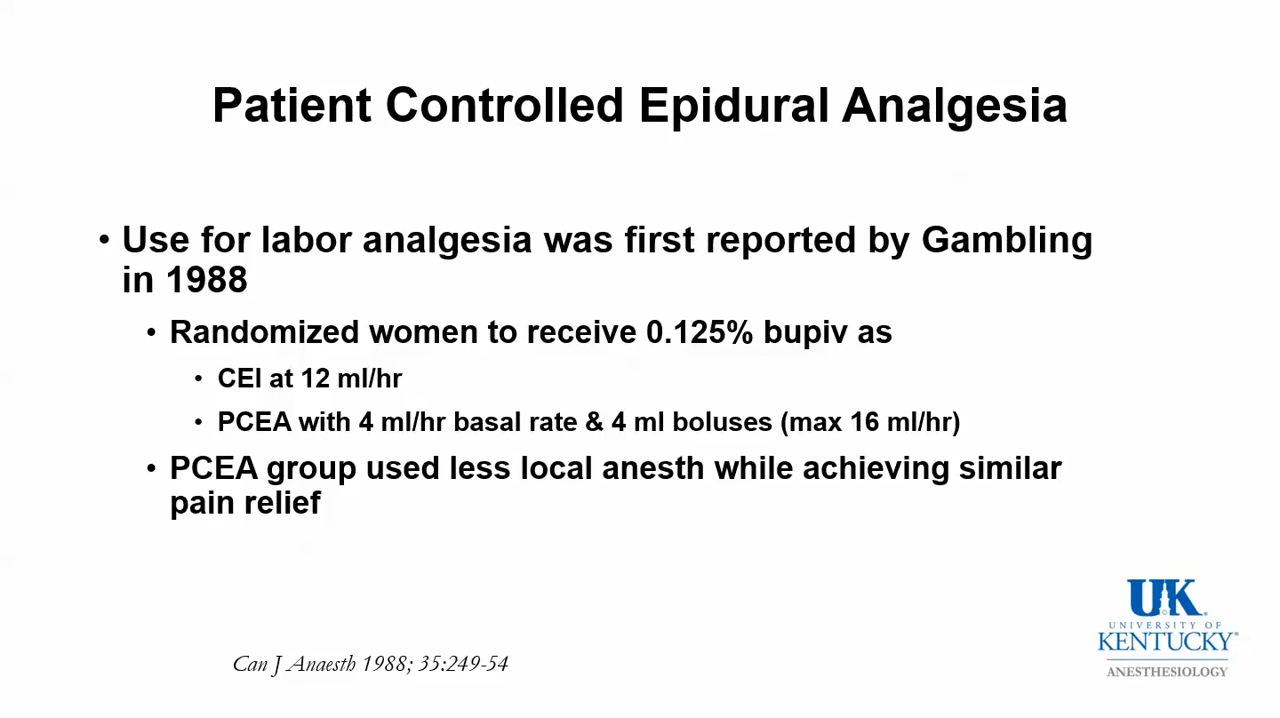 Patient Controlled Epidural Analgesia
• Use for labor analgesia was first reported by Gambling
in 1988
• Randomized women to receive 0.125% bupiv as
• CEI at 12 ml/hr
• PCEA with 4 ml/hr basal rate & 4 ml boluses (max 16 ml/hr)
• PCEA group used less local anesth while achieving similar
pain relief
Can J Anaesth 1988; 35:249-54
UK
UNIVERSITY OF
KENTUCKY®
ANESTHESIOLOGY